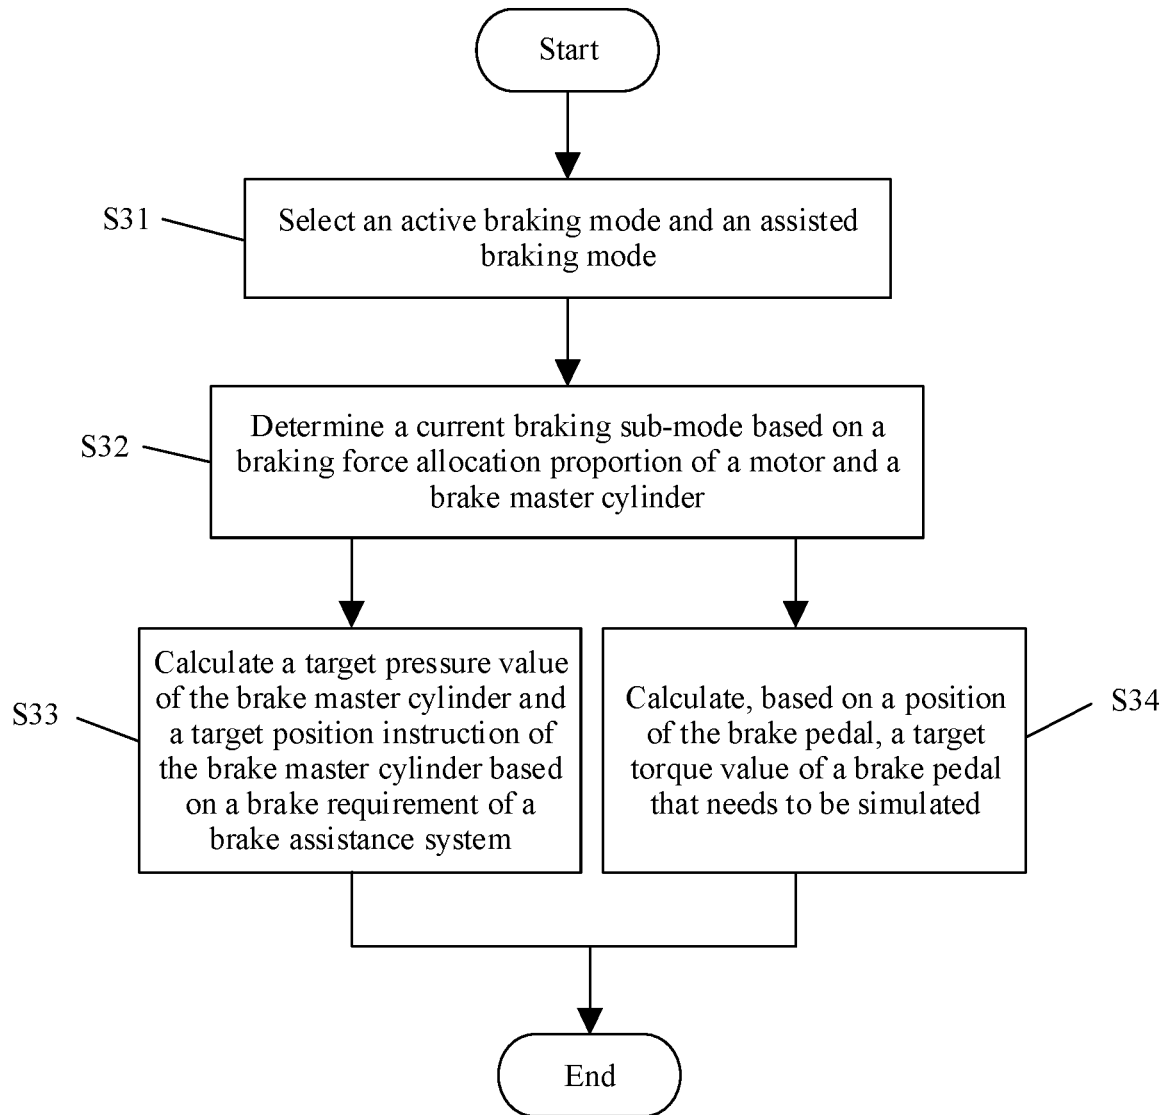 Start
S31
Select an active braking mode and an assisted
braking mode
S32
Determine a current braking sub-mode based on a
braking force allocation proportion of a motor and a
brake master cylinder
S33
Calculate a target pressure value
of the brake master cylinder and
a target position instruction of
the brake master cylinder based
on a brake requirement of a
brake assistance system
Calculate, based on a position
of the brake pedal, a target
torque value of a brake pedal
that needs to be simulated
S34
End